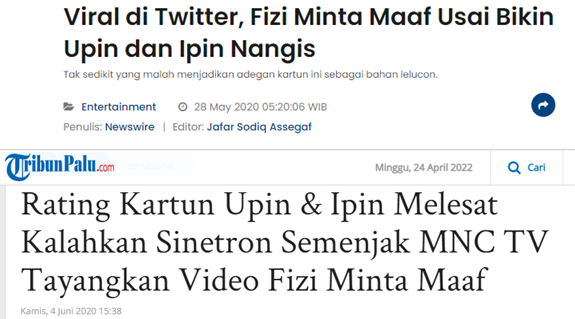 Viral di Twitter, Fizi Minta Maaf Usai Bikin
Upin dan Ipin Nangis
Tak sedikit yang malah menjadikan adegan kartun ini sebagai bahan lelucon.
Entertainment 28 May 2020 05:20:06 WIB
Penulis: Newswire | Editor: Jafar Sodiq Assegaf
TribunPalu.com Minggu, 24 April 2022 Cari
Rating Kartun Upin & Ipin Melesat
Kalahkan Sinetron Semenjak MNC TV
Tayangkan Video Fizi Minta Maaf
Kamis, 4 Juni 2020 15:38